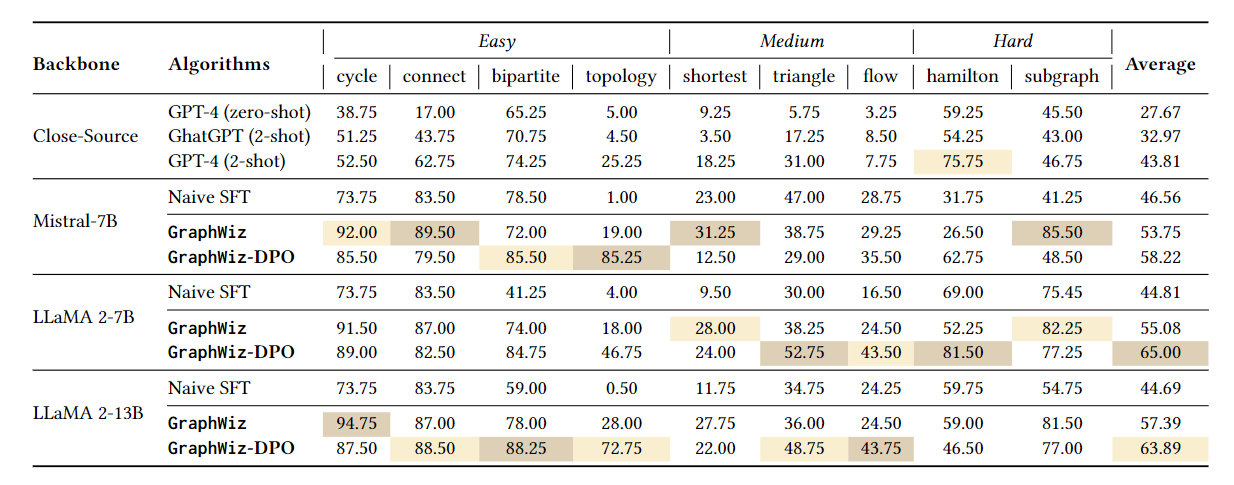 Backbone Algorithms Easy Medium Hard Average
cycle connect bipartite topology shortest triangle flow hamilton subgraph
Close-Source
GPT-4 (zero-shot) 38.75 17.00 65.25 5.00 9.25 5.75 3.25 59.25 45.50 27.67
GhatGPT (2-shot) 51.25 43.75 70.75 4.50 3.50 17.25 8.50 54.25 43.00 32.97
GPT-4 (2-shot) 52.50 62.75 74.25 25.25 18.25 31.00 7.75 75.75 46.75 43.81
Mistral-7B
Naive SFT 73.75 83.50 78.50 1.00 23.00 47.00 28.75 31.75 41.25 46.56
GraphWiz 92.00 89.50 72.00 19.00 31.25 38.75 29.25 26.50 85.50 53.75
GraphWiz-DPO 85.50 79.50 85.50 85.25 12.50 29.00 35.50 62.75 48.50 58.22
LLaMA 2-7B
Naive SFT 73.75 83.50 41.25 4.00 9.50 30.00 16.50 69.00 75.45 44.81
GraphWiz 91.50 87.00 74.00 18.00 28.00 38.25 24.50 52.25 82.25 55.08
GraphWiz-DPO 89.00 82.50 84.75 46.75 24.00 52.75 43.50 81.50 77.25 65.00
LLaMA 2-13B
Naive SFT 73.75 83.75 59.00 0.50 11.75 34.75 24.25 59.75 54.75 44.69
GraphWiz 94.75 87.00 78.00 28.00 27.75 36.00 24.50 59.00 81.50 57.39
GraphWiz-DPO 87.50 88.50 88.25 72.75 22.00 48.75 43.75 46.50 77.00 63.89